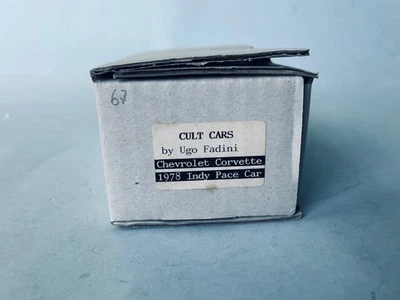 67
CULT CARS
by Ugo Fadini
Chevrolet Corvette
1978 Indy Pace Car